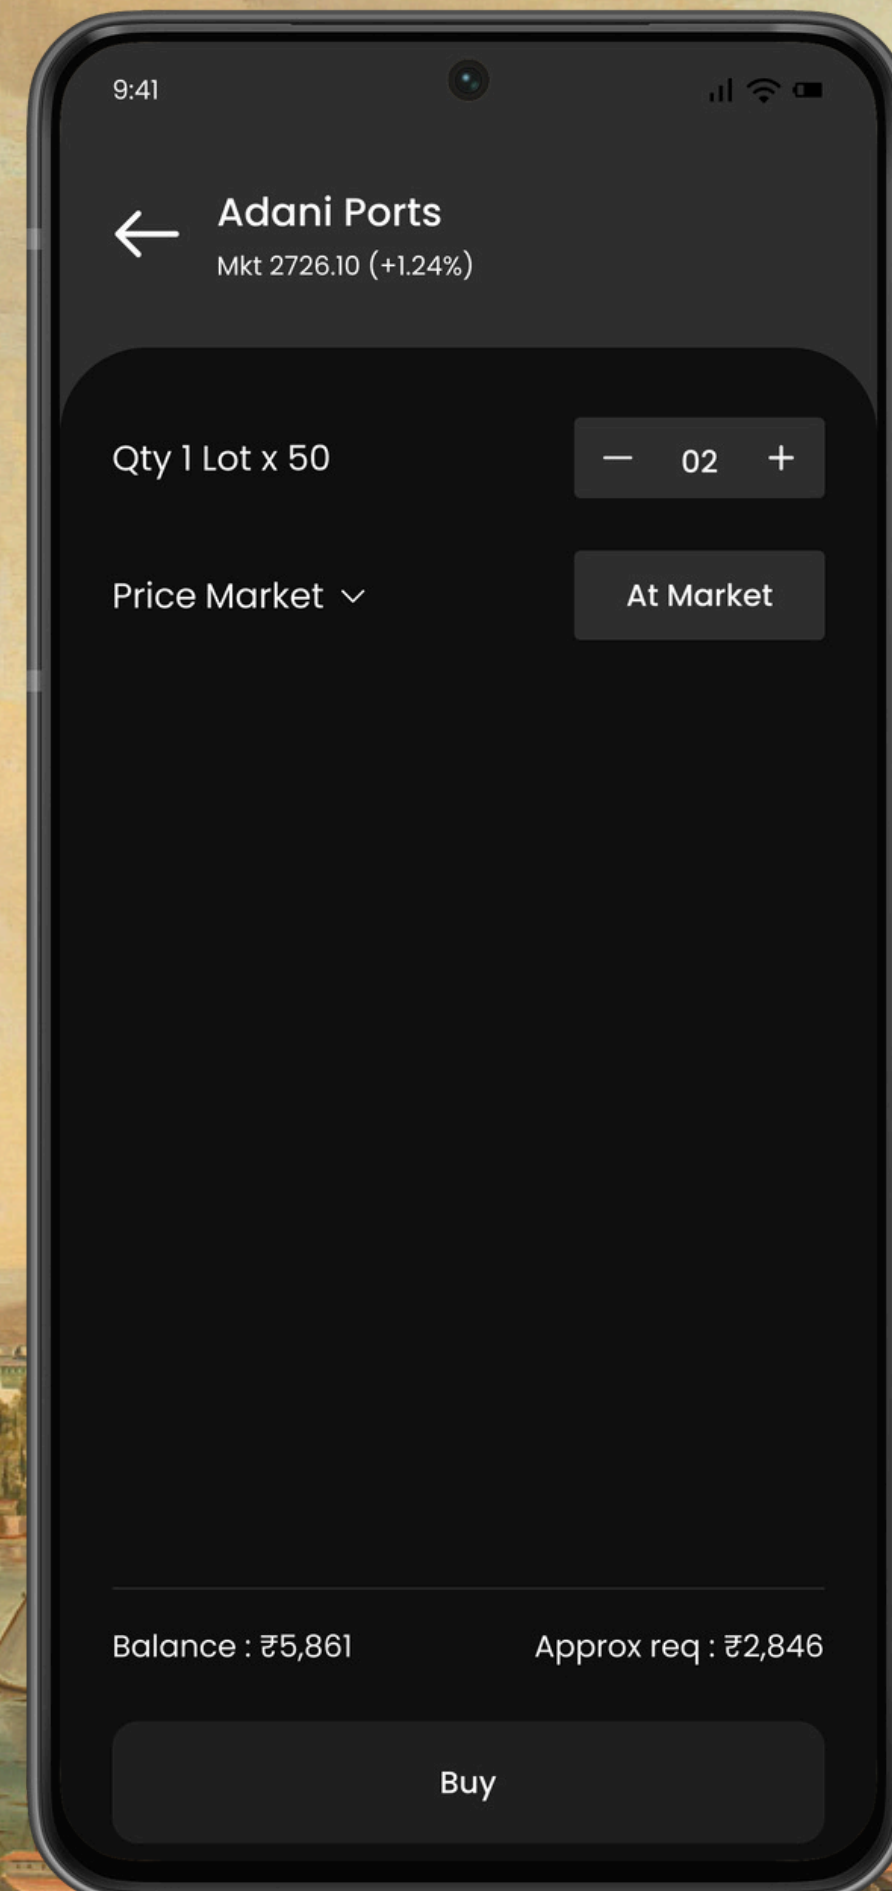 9:41
Adani Ports
Mkt 2726.10 (+1.24%)
Qty 1 Lot x 50
02
Price Market
At Market
Balance : ₹5,861
Approx req : ₹2,846
Buy